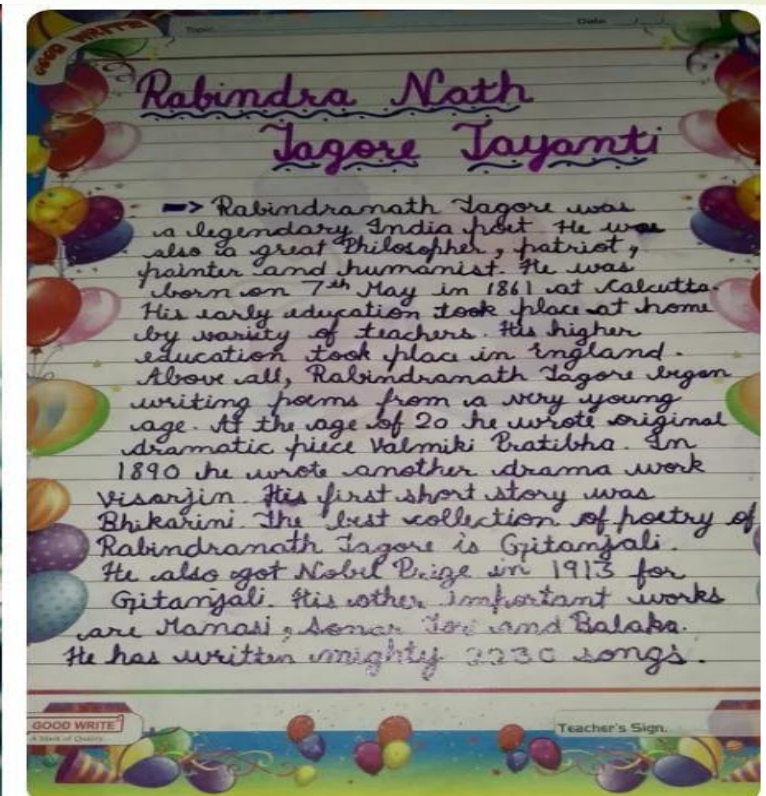 GOOD WRITE
Topic
Date
Rabindra Nath
Tagore Jayanti
Rabindranath Tagore was
a legendary India poet He was
also a great Philosopher, patriot,
painter and humanist. He was
born on 7th May in 1861 at Calcutta.
His early education took place at home
by variety of teachers. His higher
education took place in England.
Above all, Rabindranath Tagore began
writing poems from a very young
age. At the age of 20 he wrote original
dramatic piece Valmiki Pratibha. In
1890 he wrote another drama work
Visarjin. His first short story was
Bhikarini. The best collection of poetry of
Rabindranath Tagore is Gitanjali.
He also got Nobel Prize in 1913 for
Gitanjali. His other important works
are Manasi, Sonar Tori and Balaka.
He has written mighty 2230 songs.
GOOD WRITE
A Mark of Quality
Teacher's Sign.